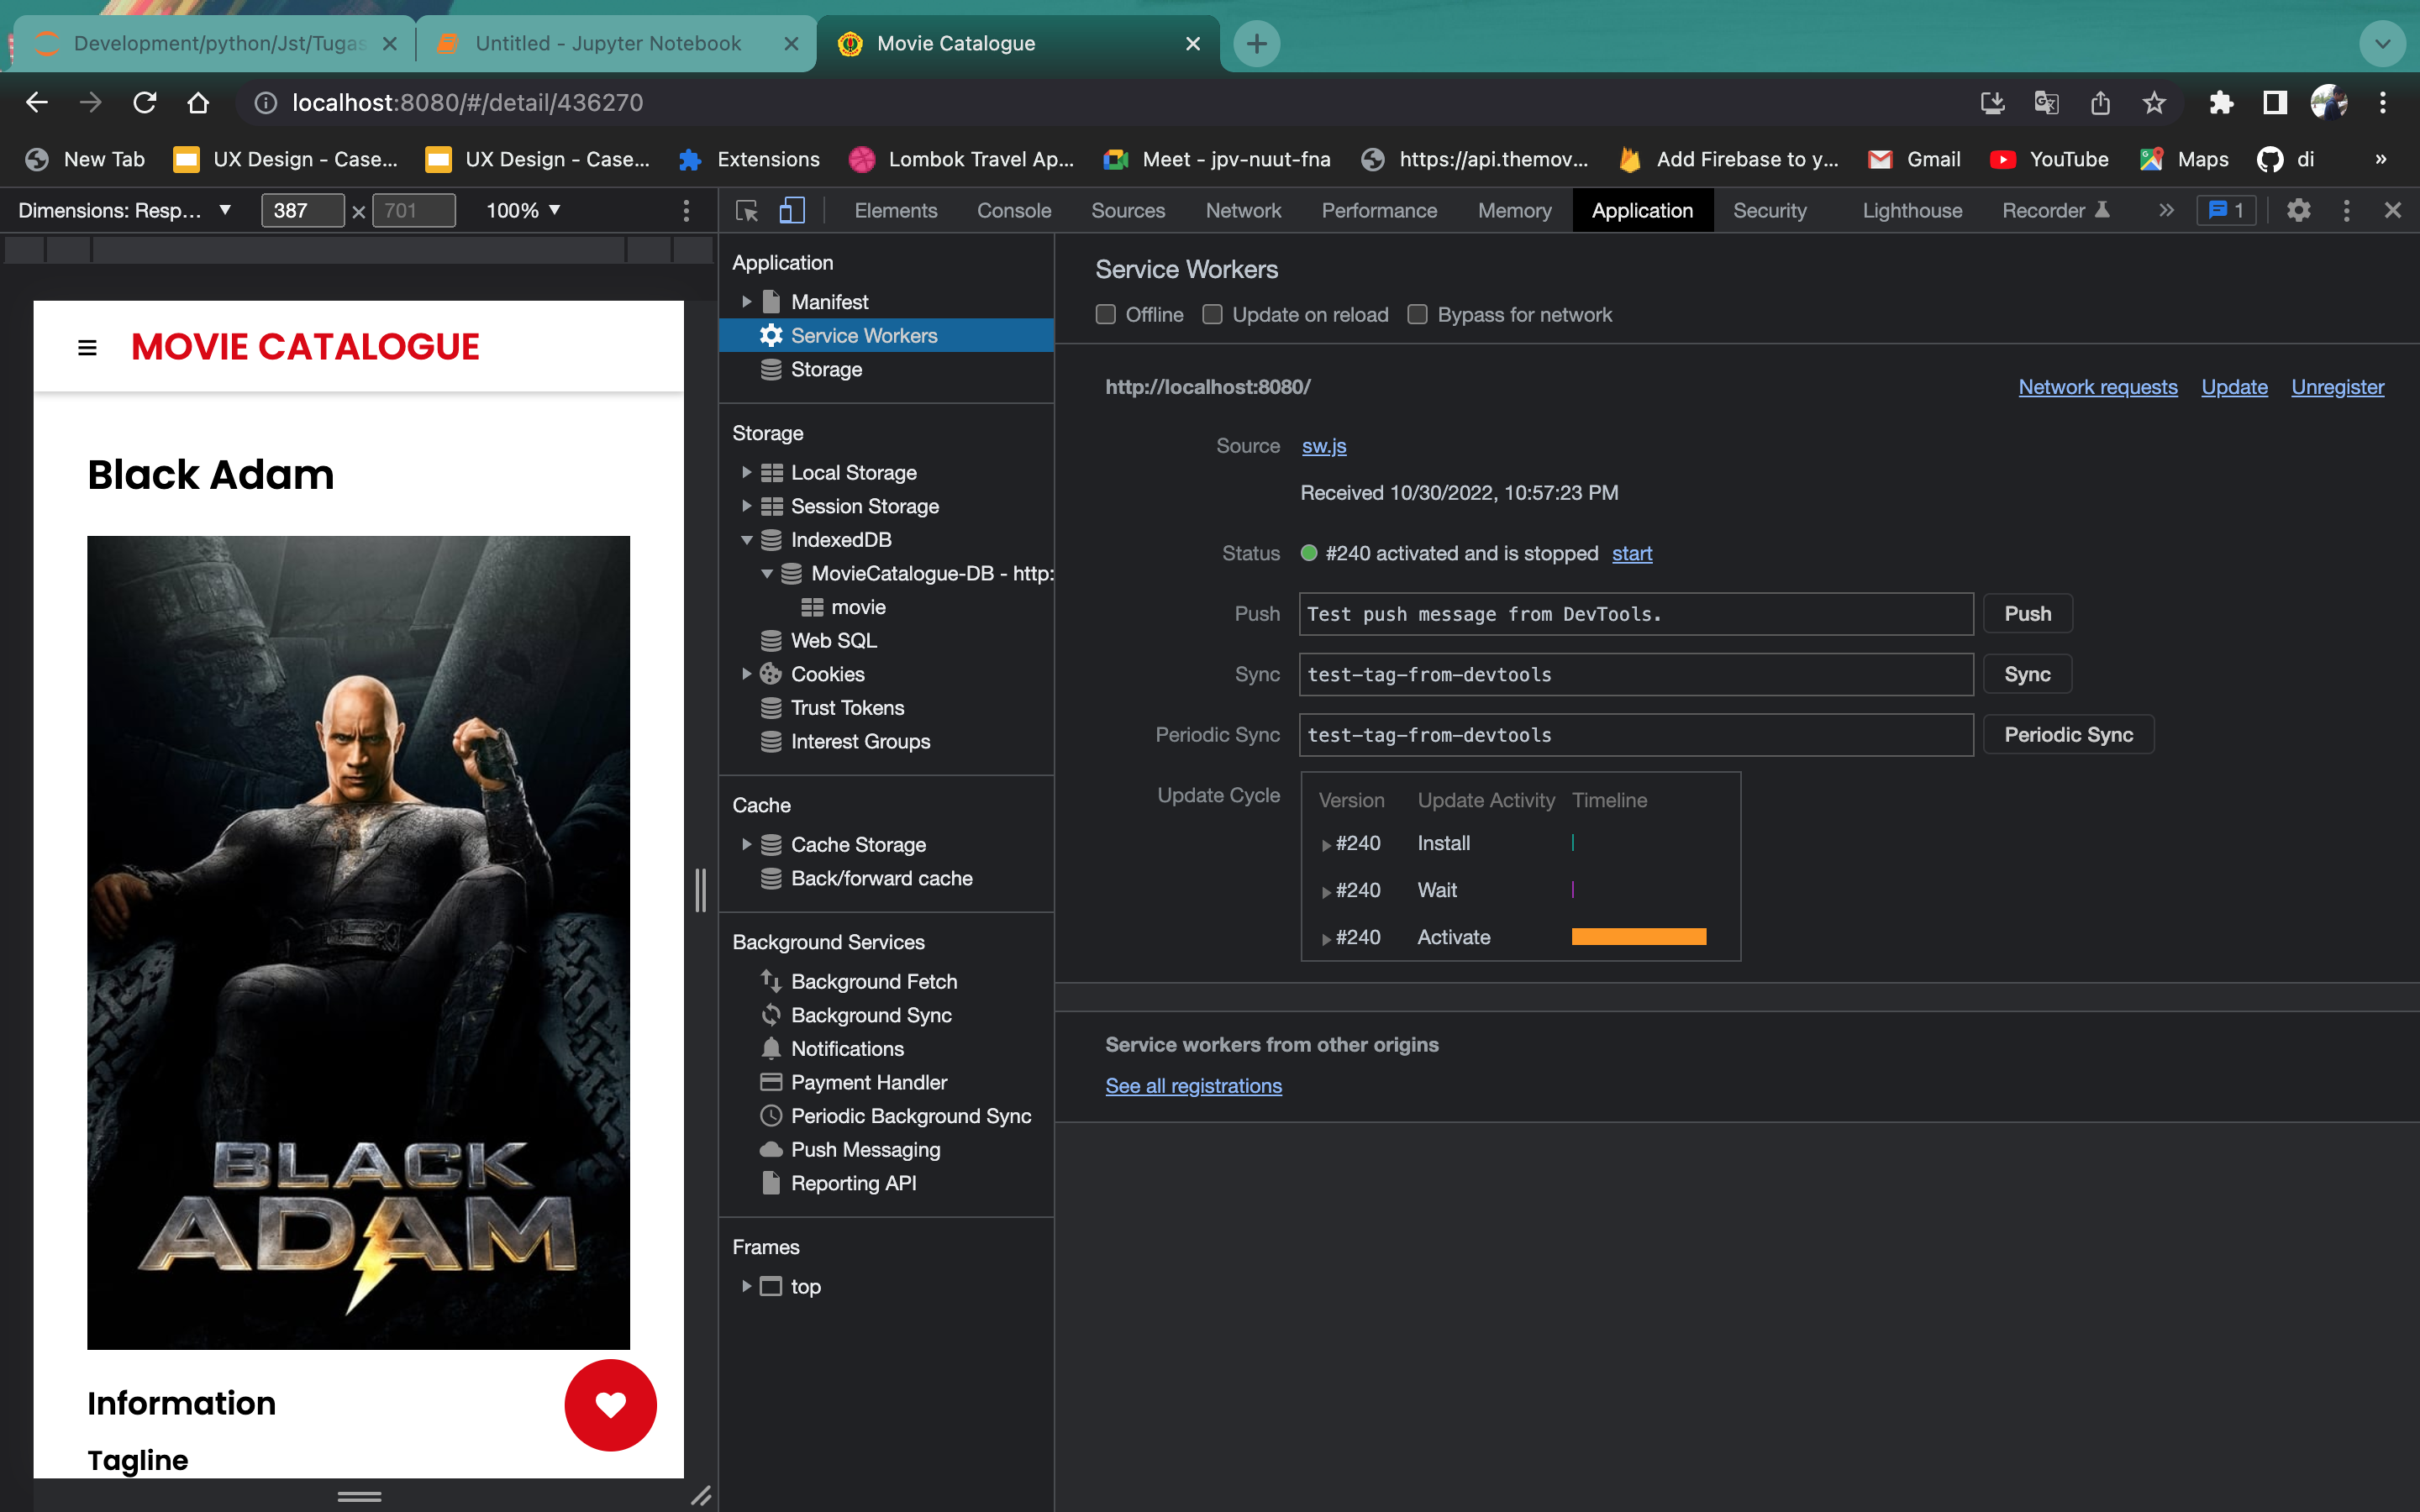 Development/python/Jst/Tugas
Untitled - Jupyter Notebook
Movie Catalogue
localhost:8080/#/detail/436270
New Tab
UX Design - Case...
UX Design - Case...
Extensions
Lombok Travel Ap...
Meet - jpv-nuut-fna
https://api.themov...
Add Firebase to y...
Gmail
YouTube
Maps
di
»
Dimensions: Resp... 387 × 701 100%
Elements Console Sources Network Performance Memory Application Security Lighthouse Recorder » 1
MOVIE CATALOGUE
Black Adam
BLACK
ADAM
Information
Tagline
Application
Manifest
Service Workers
Storage
Storage
Local Storage
Session Storage
IndexedDB
MovieCatalogue-DB - http:
movie
Web SQL
Cookies
Trust Tokens
Interest Groups
Cache
Cache Storage
Back/forward cache
Background Services
Background Fetch
Background Sync
Notifications
Payment Handler
Periodic Background Sync
Push Messaging
Reporting API
Frames
top
Service Workers
Offline Update on reload Bypass for network
http://localhost:8080/ Network requests Update Unregister
Source sw.js
Received 10/30/2022, 10:57:23 PM
Status #240 activated and is stopped start
Push Test push message from DevTools. Push
Sync test-tag-from-devtools Sync
Periodic Sync test-tag-from-devtools Periodic Sync
Update Cycle Version Update Activity Timeline
#240 Install
#240 Wait
#240 Activate
Service workers from other origins
See all registrations